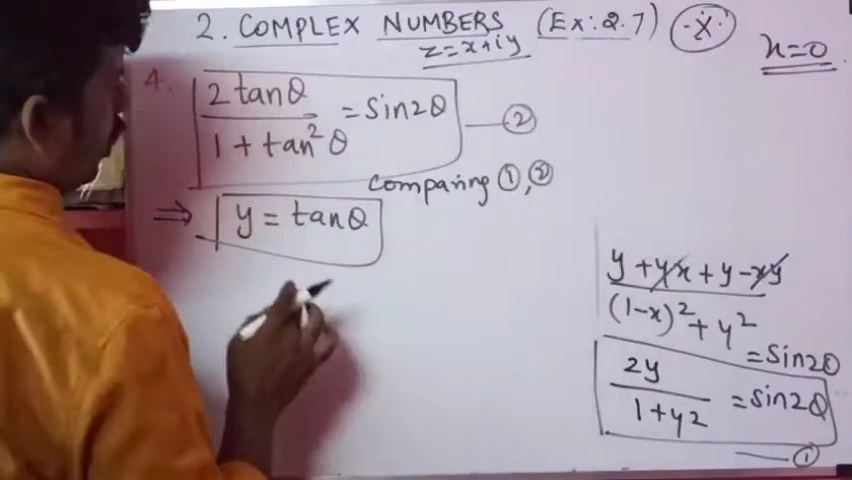 2. COMPLEX NUMBERS (Ex: 2.7) -X-
z=x+iy
x=0
4. 2 tanθ / 1 + tan² θ = sin2θ — ②
comparing ①, ②
⇒ y = tanθ
y + yx + y - xy / (1-x)² + y² = sin2θ
2y / 1+y2 = sin2θ
— ①